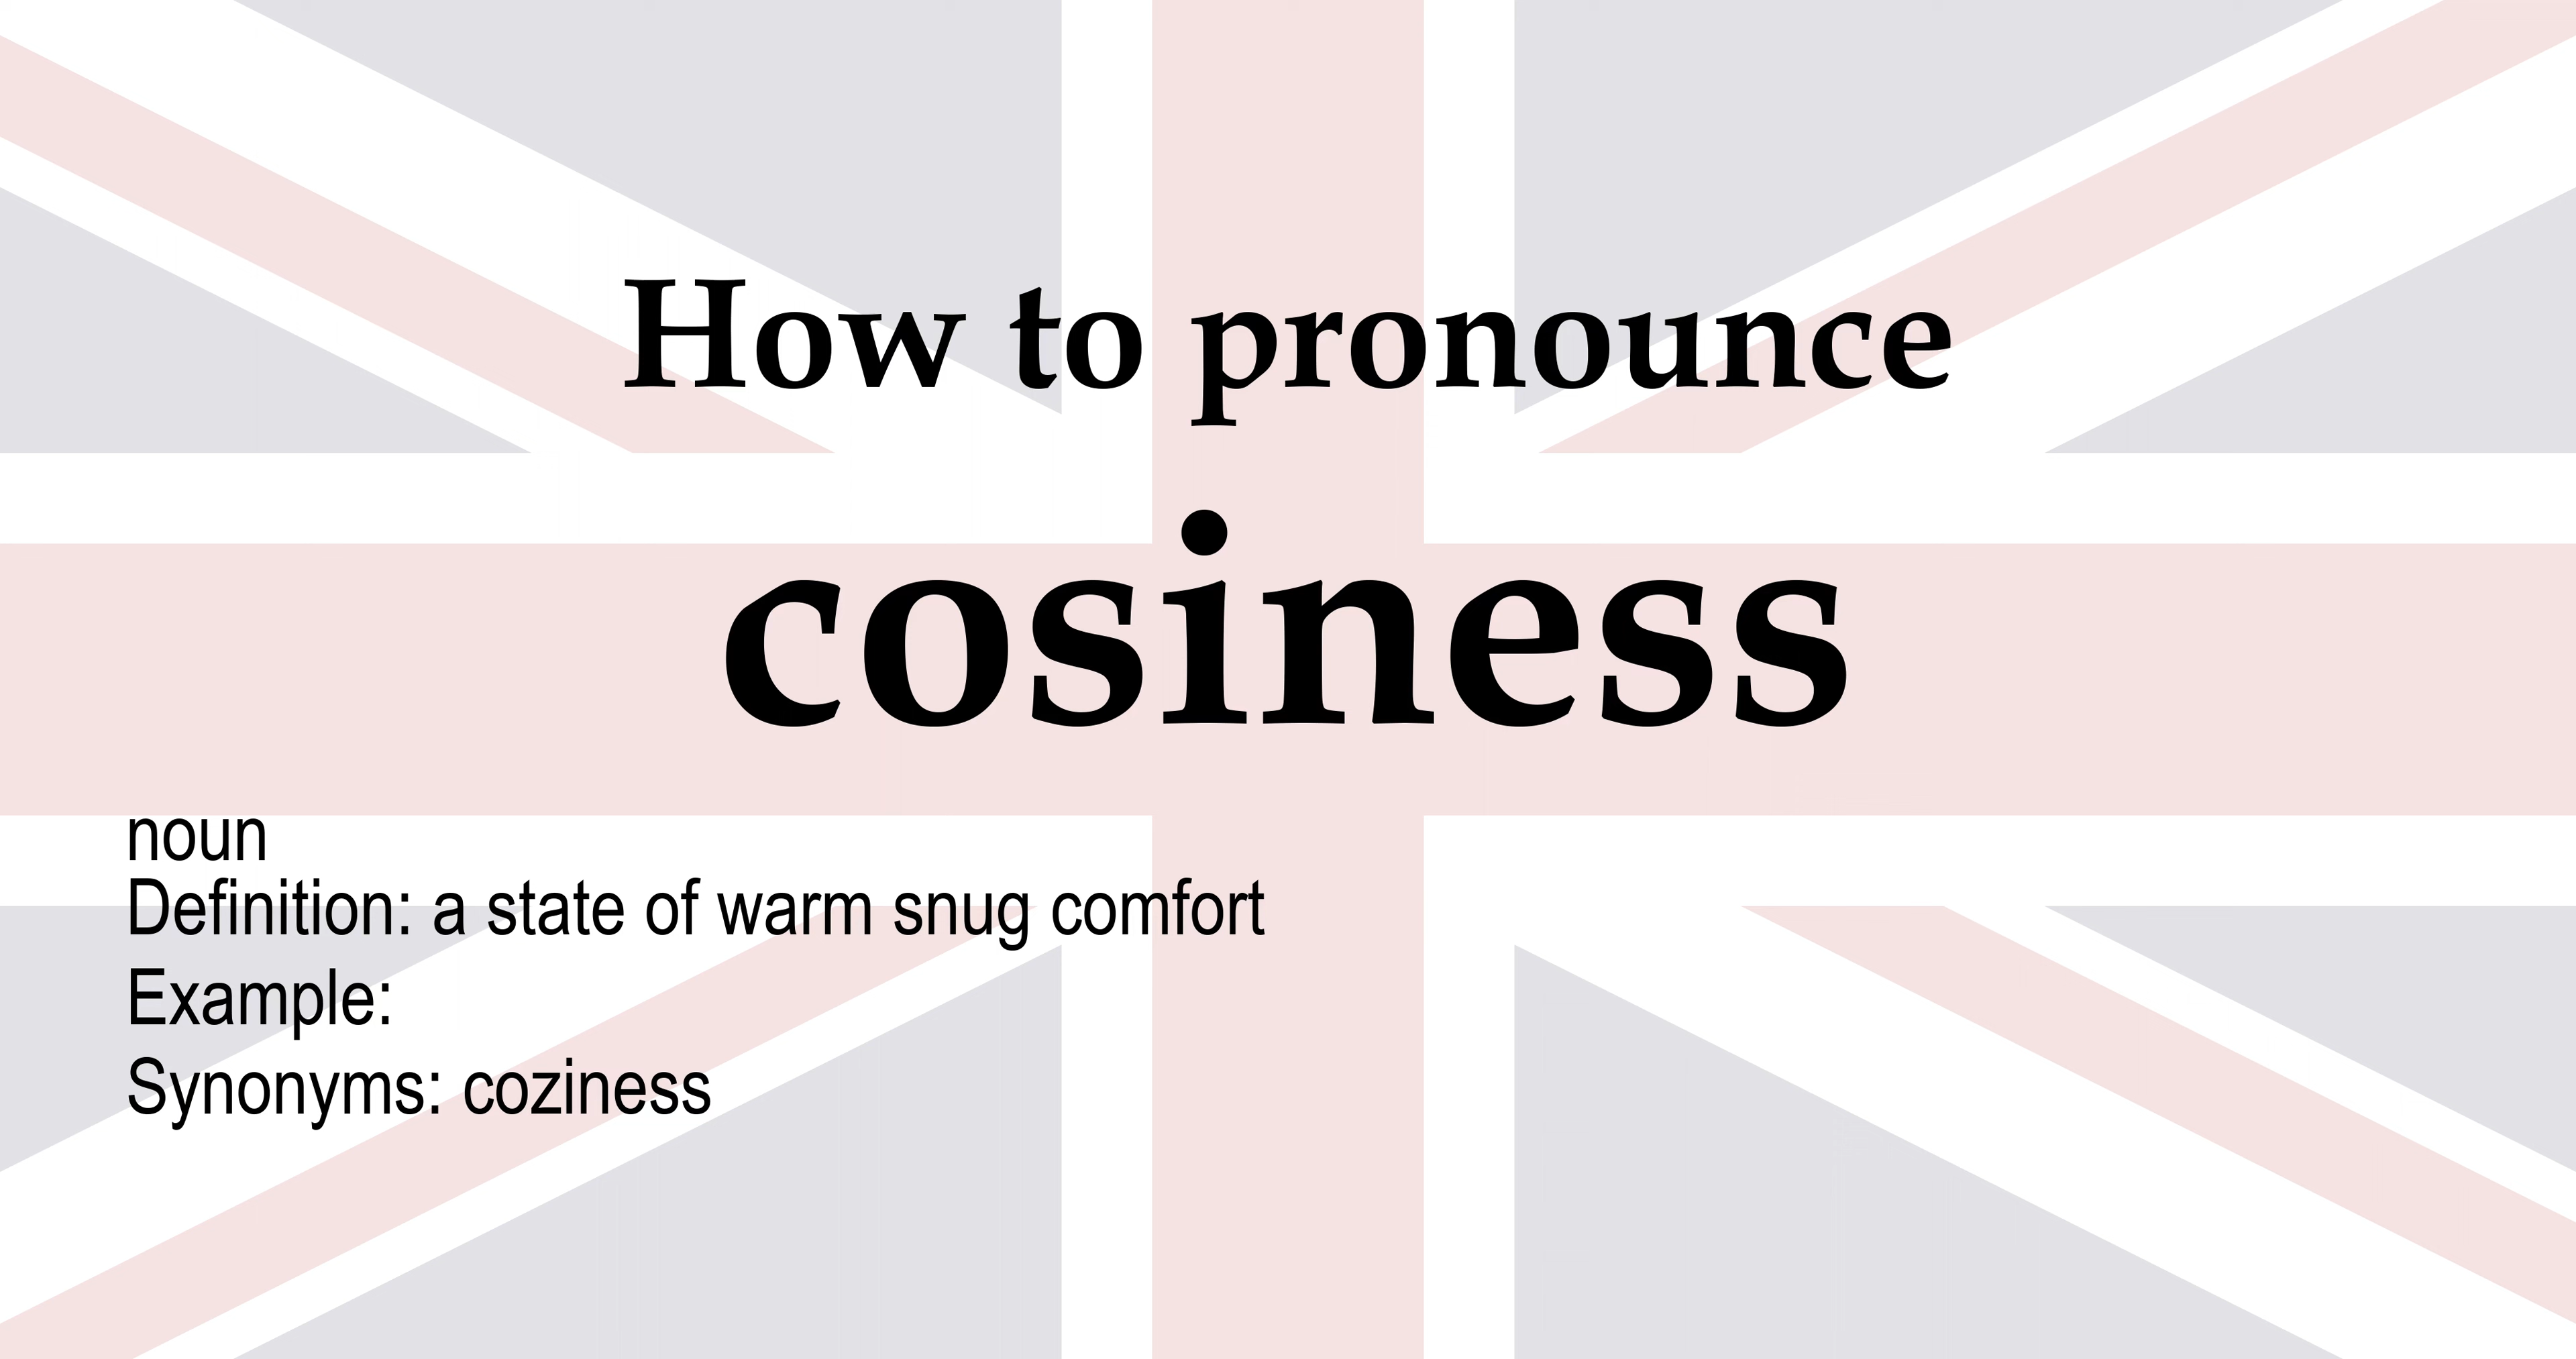 How to pronounce
cosiness
noun
Definition: a state of warm snug comfort
Example:
Synonyms: coziness